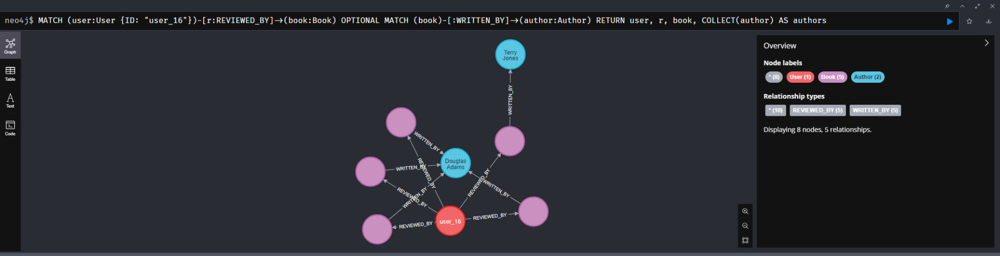 neo4j$ MATCH (user:User {ID: "user_16"})-[r:REVIEWED_BY]→(book:Book) OPTIONAL MATCH (book)-[:WRITTEN_BY]→(author:Author) RETURN user, r, book, COLLECT(author) AS authors
Graph
Table
A
Text
Code
Terry
Jones
WRITTEN_BY
WRITTEN_BY
Douglas
Adams
WRITTEN_BY
REVIEWED_BY
REVIEWED_BY
WRITTEN_BY
REVIEWED_BY
WRITTEN_BY
REVIEWED_BY
user_16
REVIEWED_BY
Overview
Node labels
* (8)
User (1)
Book (5)
Author (2)
Relationship types
* (10)
REVIEWED_BY (5)
WRITTEN_BY (5)
Displaying 8 nodes, 5 relationships.